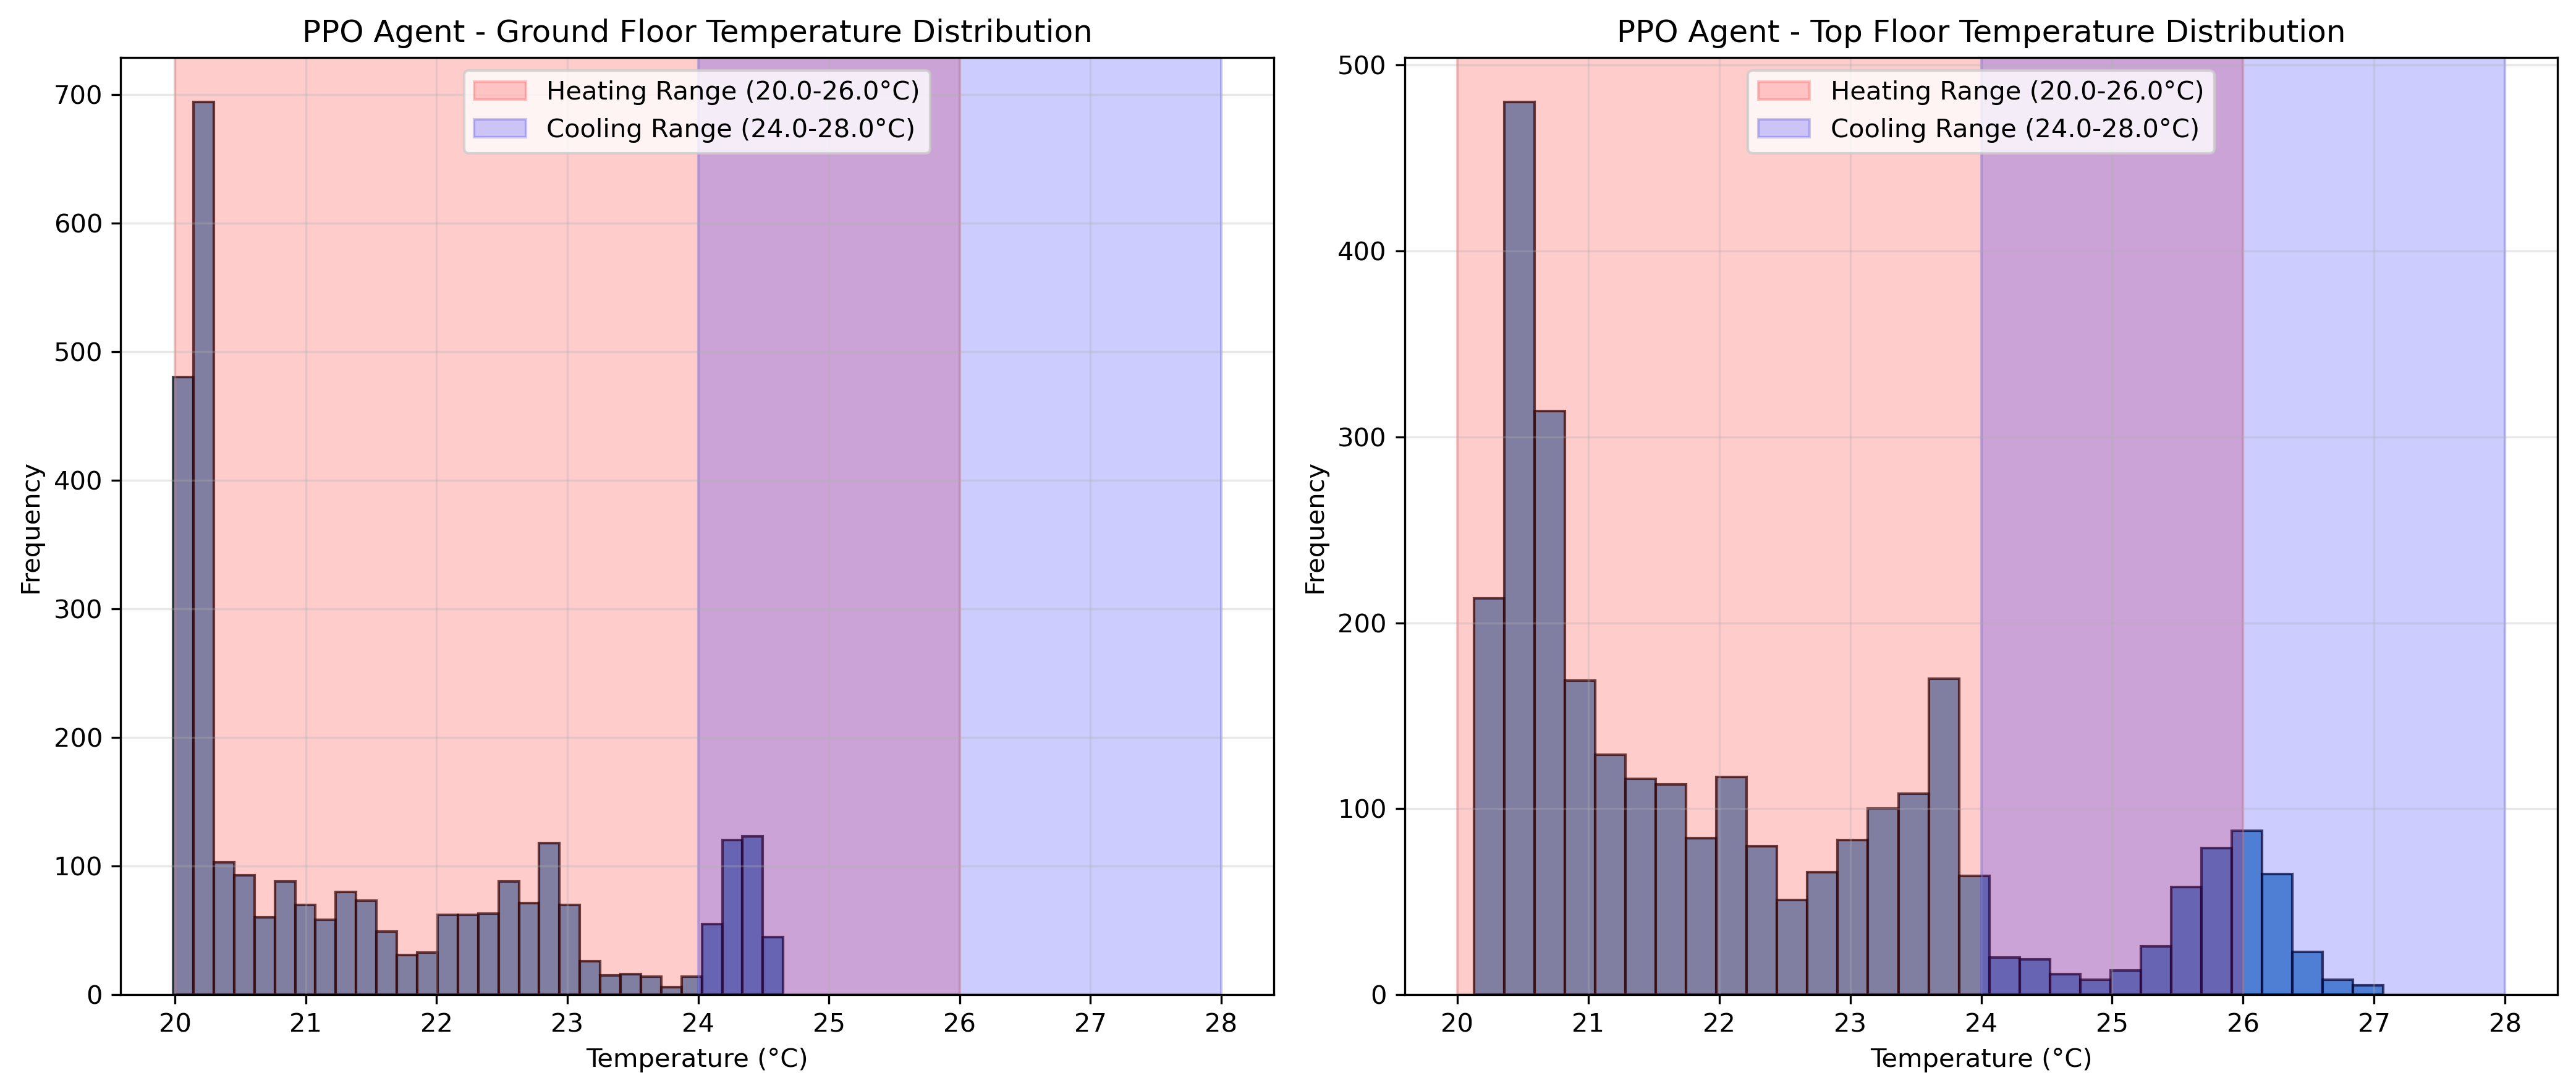 PPO Agent - Ground Floor Temperature Distribution
Heating Range (20.0-26.0°C)
Cooling Range (24.0-28.0°C)
700
600
500
400
300
200
100
0
Frequency
20 21 22 23 24 25 26 27 28
Temperature (°C)
PPO Agent - Top Floor Temperature Distribution
Heating Range (20.0-26.0°C)
Cooling Range (24.0-28.0°C)
500
400
300
200
100
0
Frequency
20 21 22 23 24 25 26 27 28
Temperature (°C)